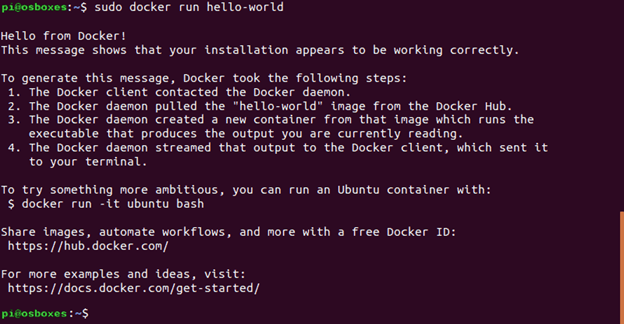 pi@osboxes:~$ sudo docker run hello-world
Hello from Docker!
This message shows that your installation appears to be working correctly.
To generate this message, Docker took the following steps:
1. The Docker client contacted the Docker daemon.
2. The Docker daemon pulled the "hello-world" image from the Docker Hub.
3. The Docker daemon created a new container from that image which runs the
executable that produces the output you are currently reading.
4. The Docker daemon streamed that output to the Docker client, which sent it
to your terminal.
To try something more ambitious, you can run an Ubuntu container with:
$ docker run -it ubuntu bash
Share images, automate workflows, and more with a free Docker ID:
https://hub.docker.com/
For more examples and ideas, visit:
https://docs.docker.com/get-started/
pi@osboxes:~$